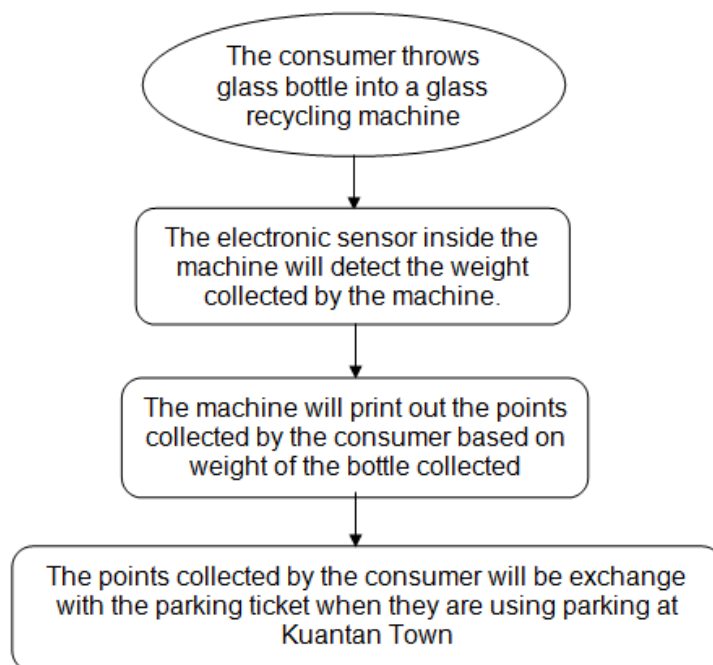 The consumer throws
glass bottle into a glass
recycling machine
The electronic sensor inside the
machine will detect the weight
collected by the machine.
The machine will print out the points
collected by the consumer based on
weight of the bottle collected
The points collected by the consumer will be exchange
with the parking ticket when they are using parking at
Kuantan Town